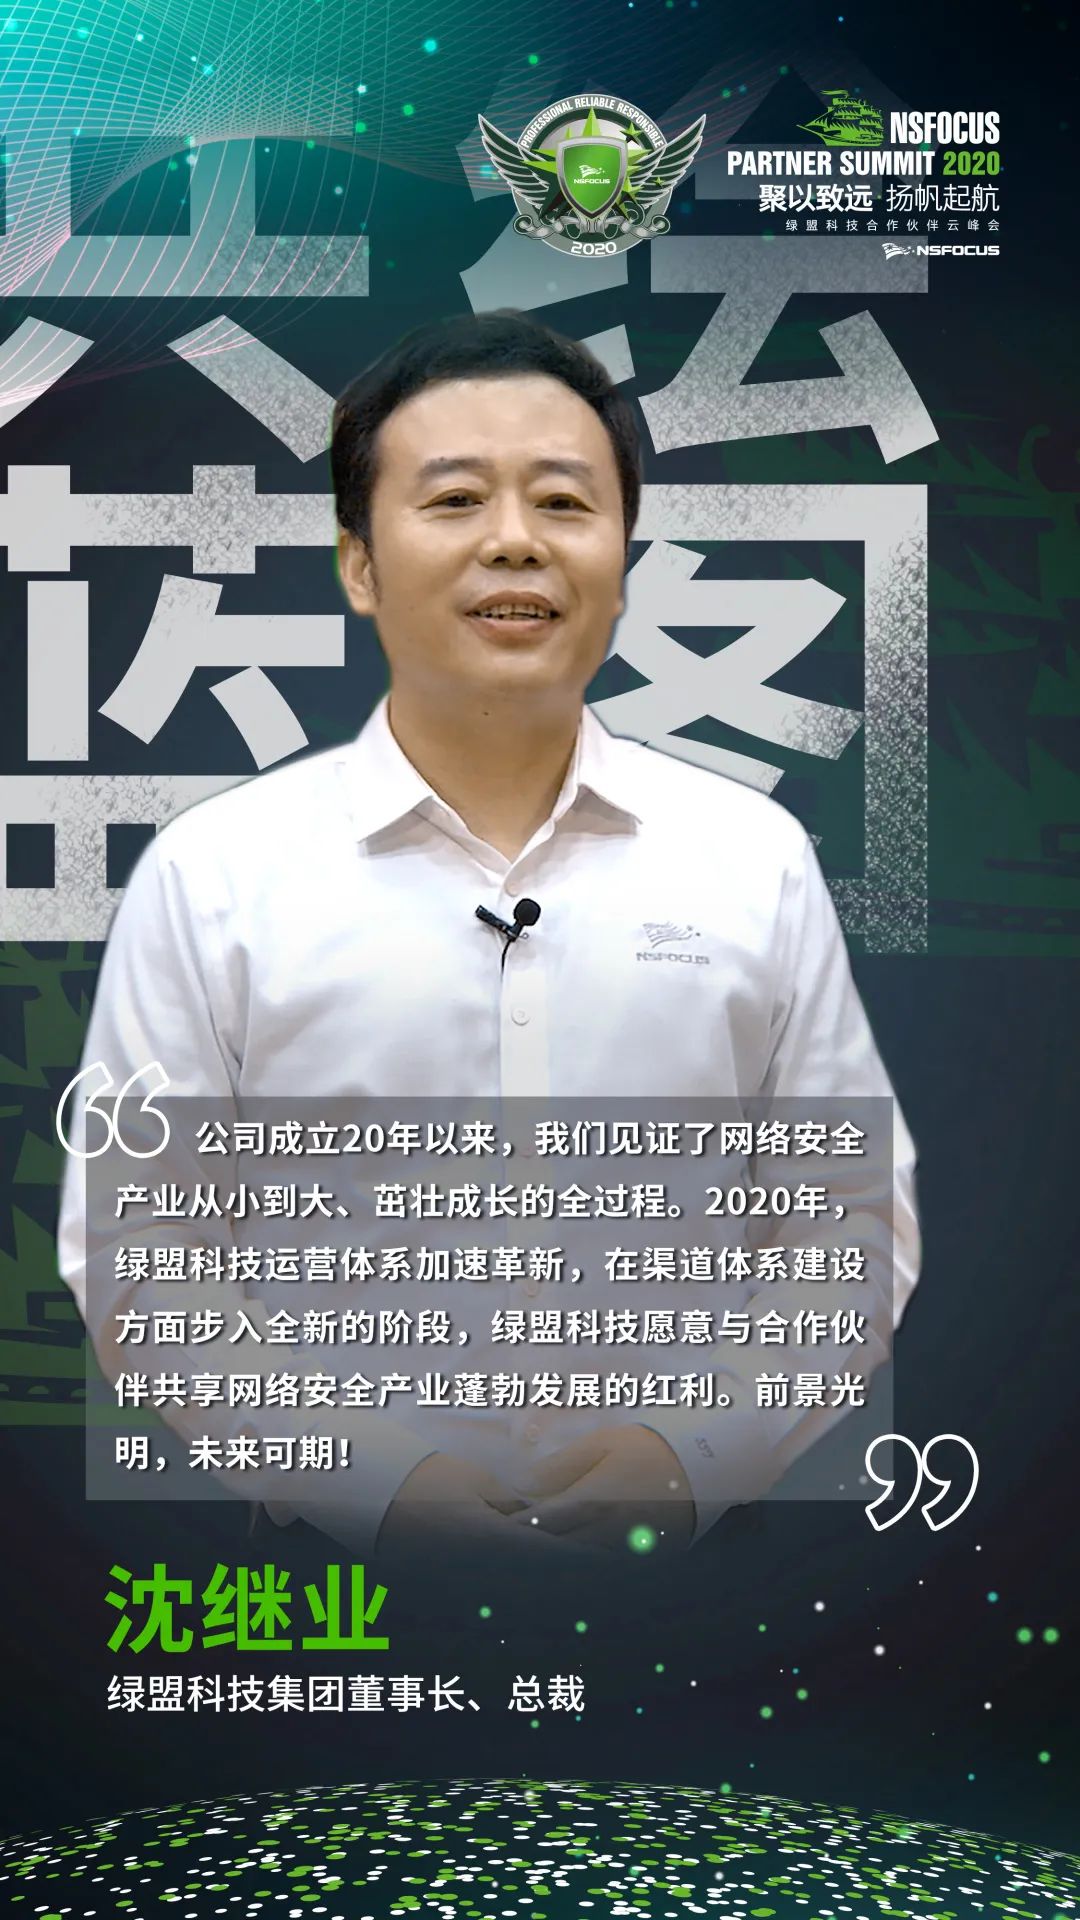 PROFESSIONAL RELIABLE RESPONSIBLE
NSFOCUS
2020
NSFOCUS
PARTNER SUMMIT 2020
聚以致远·扬帆起航
绿盟科技合作伙伴云峰会
NSFOCUS
共绘
蓝图
NSFOCUS
“公司成立20年以来，我们见证了网络安全
产业从小到大、茁壮成长的全过程。2020年，
绿盟科技运营体系加速革新，在渠道体系建设
方面步入全新的阶段，绿盟科技愿意与合作伙
伴共享网络安全产业蓬勃发展的红利。前景光
明，未来可期！”
沈继业
绿盟科技集团董事长、总裁